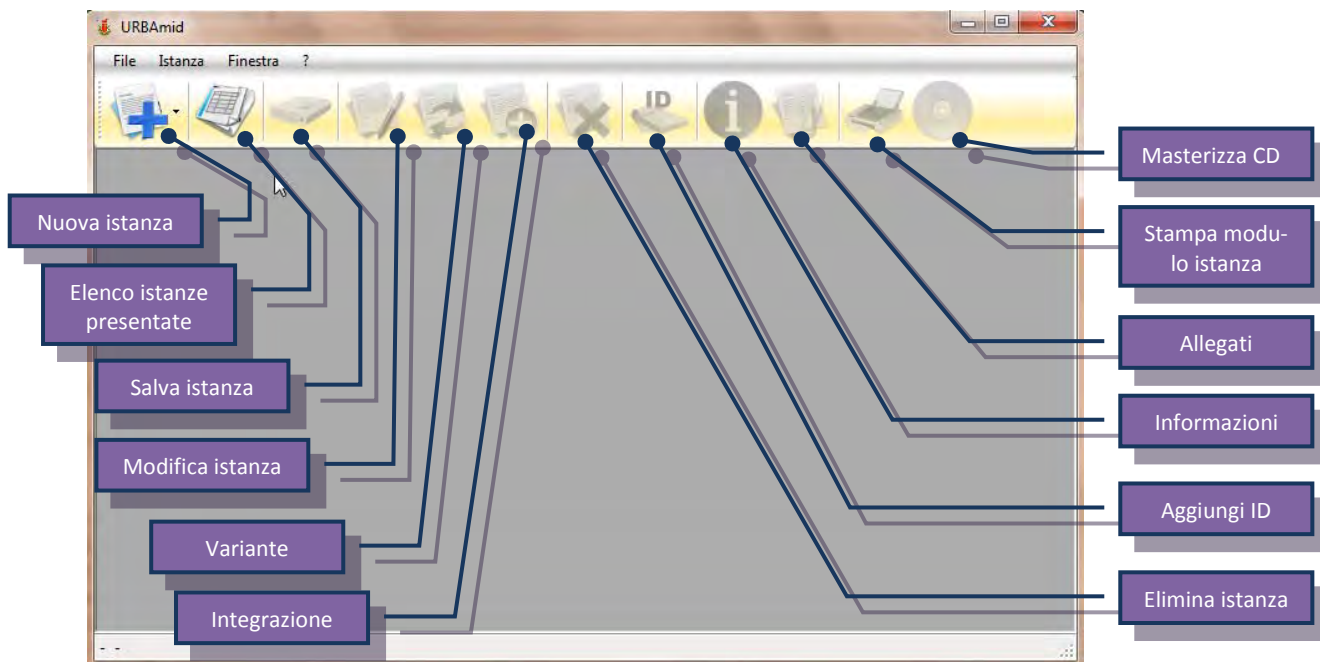 URBAmid
File Istanza Finestra ?
ID
Masterizza CD
Nuova istanza
Stampa modu-
lo istanza
Elenco istanze
presentate
Allegati
Salva istanza
Informazioni
Modifica istanza
Aggiungi ID
Variante
Elimina istanza
Integrazione
- -